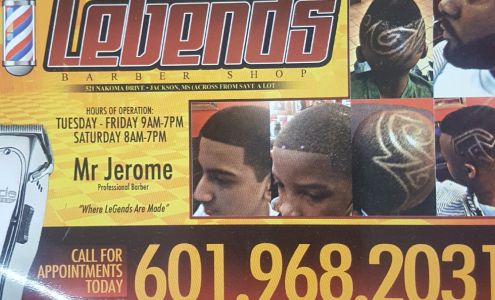 LeGends
BARBER SHOP
521 NAKOMA DRIVE • JACKSON, MS (ACROSS FROM SAVE A LOT
HOURS OF OPERATION:
TUESDAY - FRIDAY 9AM-7PM
SATURDAY 8AM-7PM
Mr Jerome
Professional Barber
"Where LeGends Are Made"
CALL FOR
APPOINTMENTS
TODAY
601.968.2031